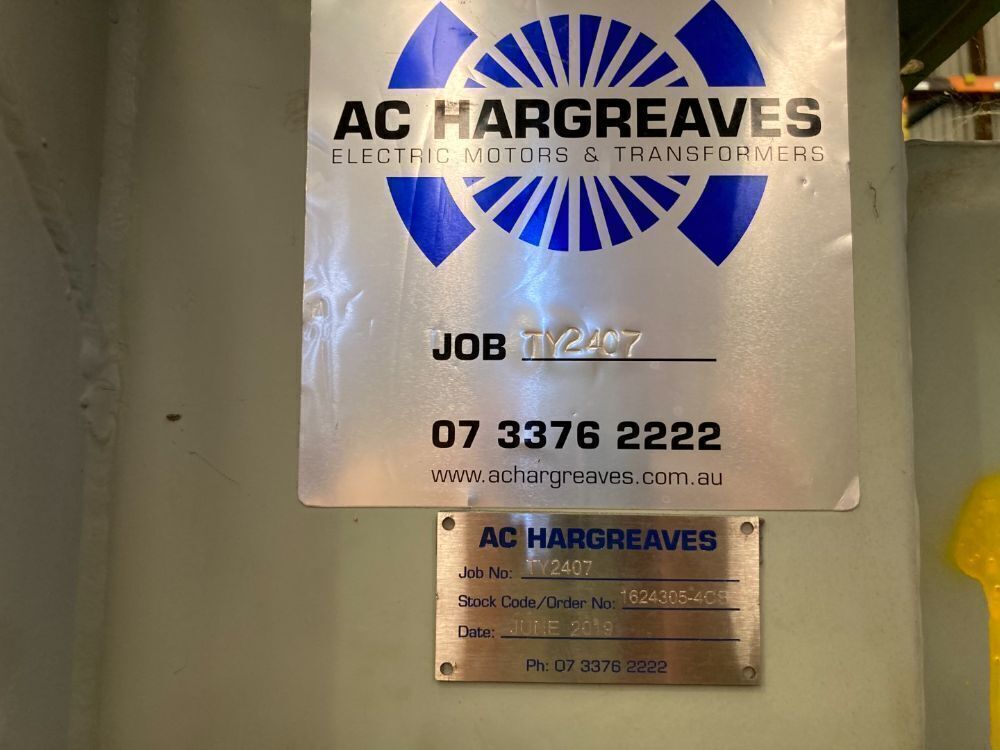 AC HARGREAVES
ELECTRIC MOTORS & TRANSFORMERS
JOB TY2407
07 3376 2222
www.achargreaves.com.au
AC HARGREAVES
Job No: TY2407
Stock Code/Order No: 1624305-4CS
Date: JUNE 2019
Ph: 07 3376 2222